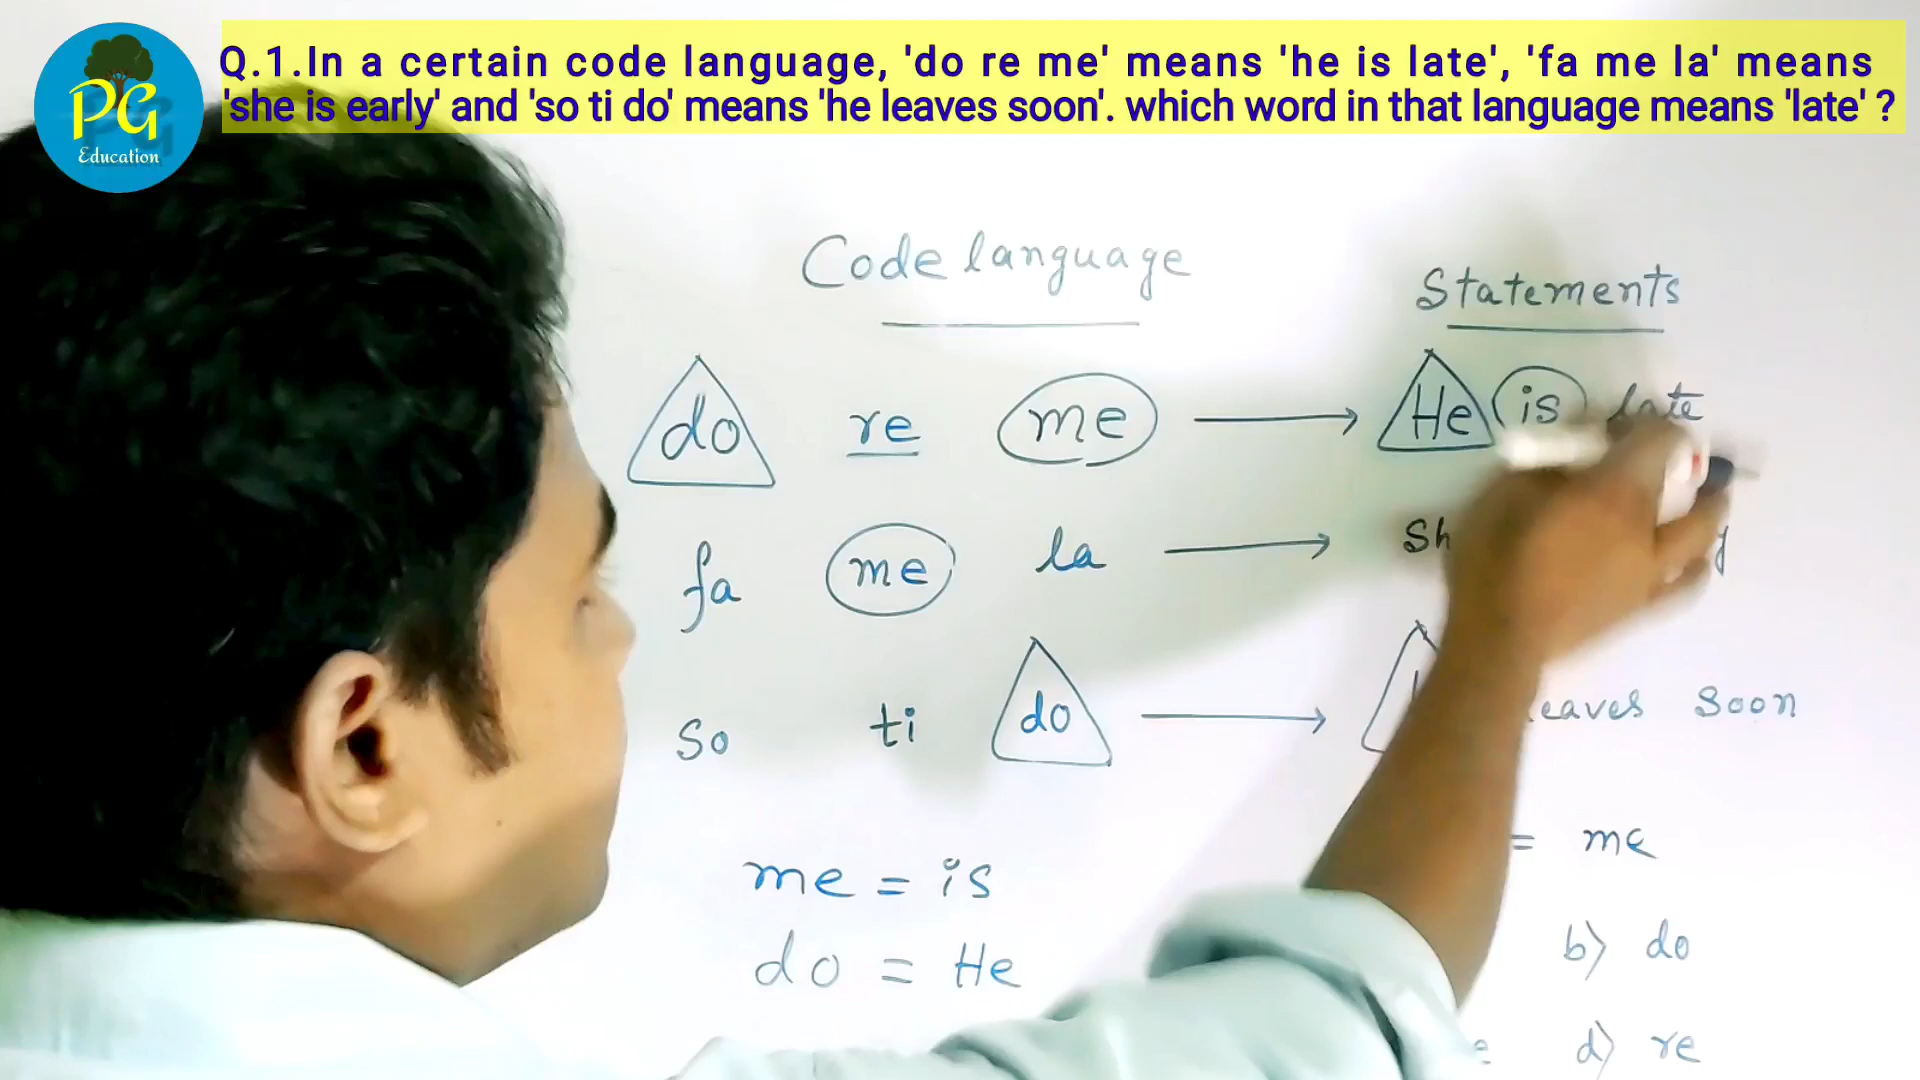 Q.1.In a certain code language, 'do re me' means 'he is late', 'fa me la' means
'she is early' and 'so ti do' means 'he leaves soon'. which word in that language means 'late' ?
PG
Education
Code language
Statements
do re me → He is late
fa me la →
so ti do → soon
me = is
do = He
= me
b) do
d) re